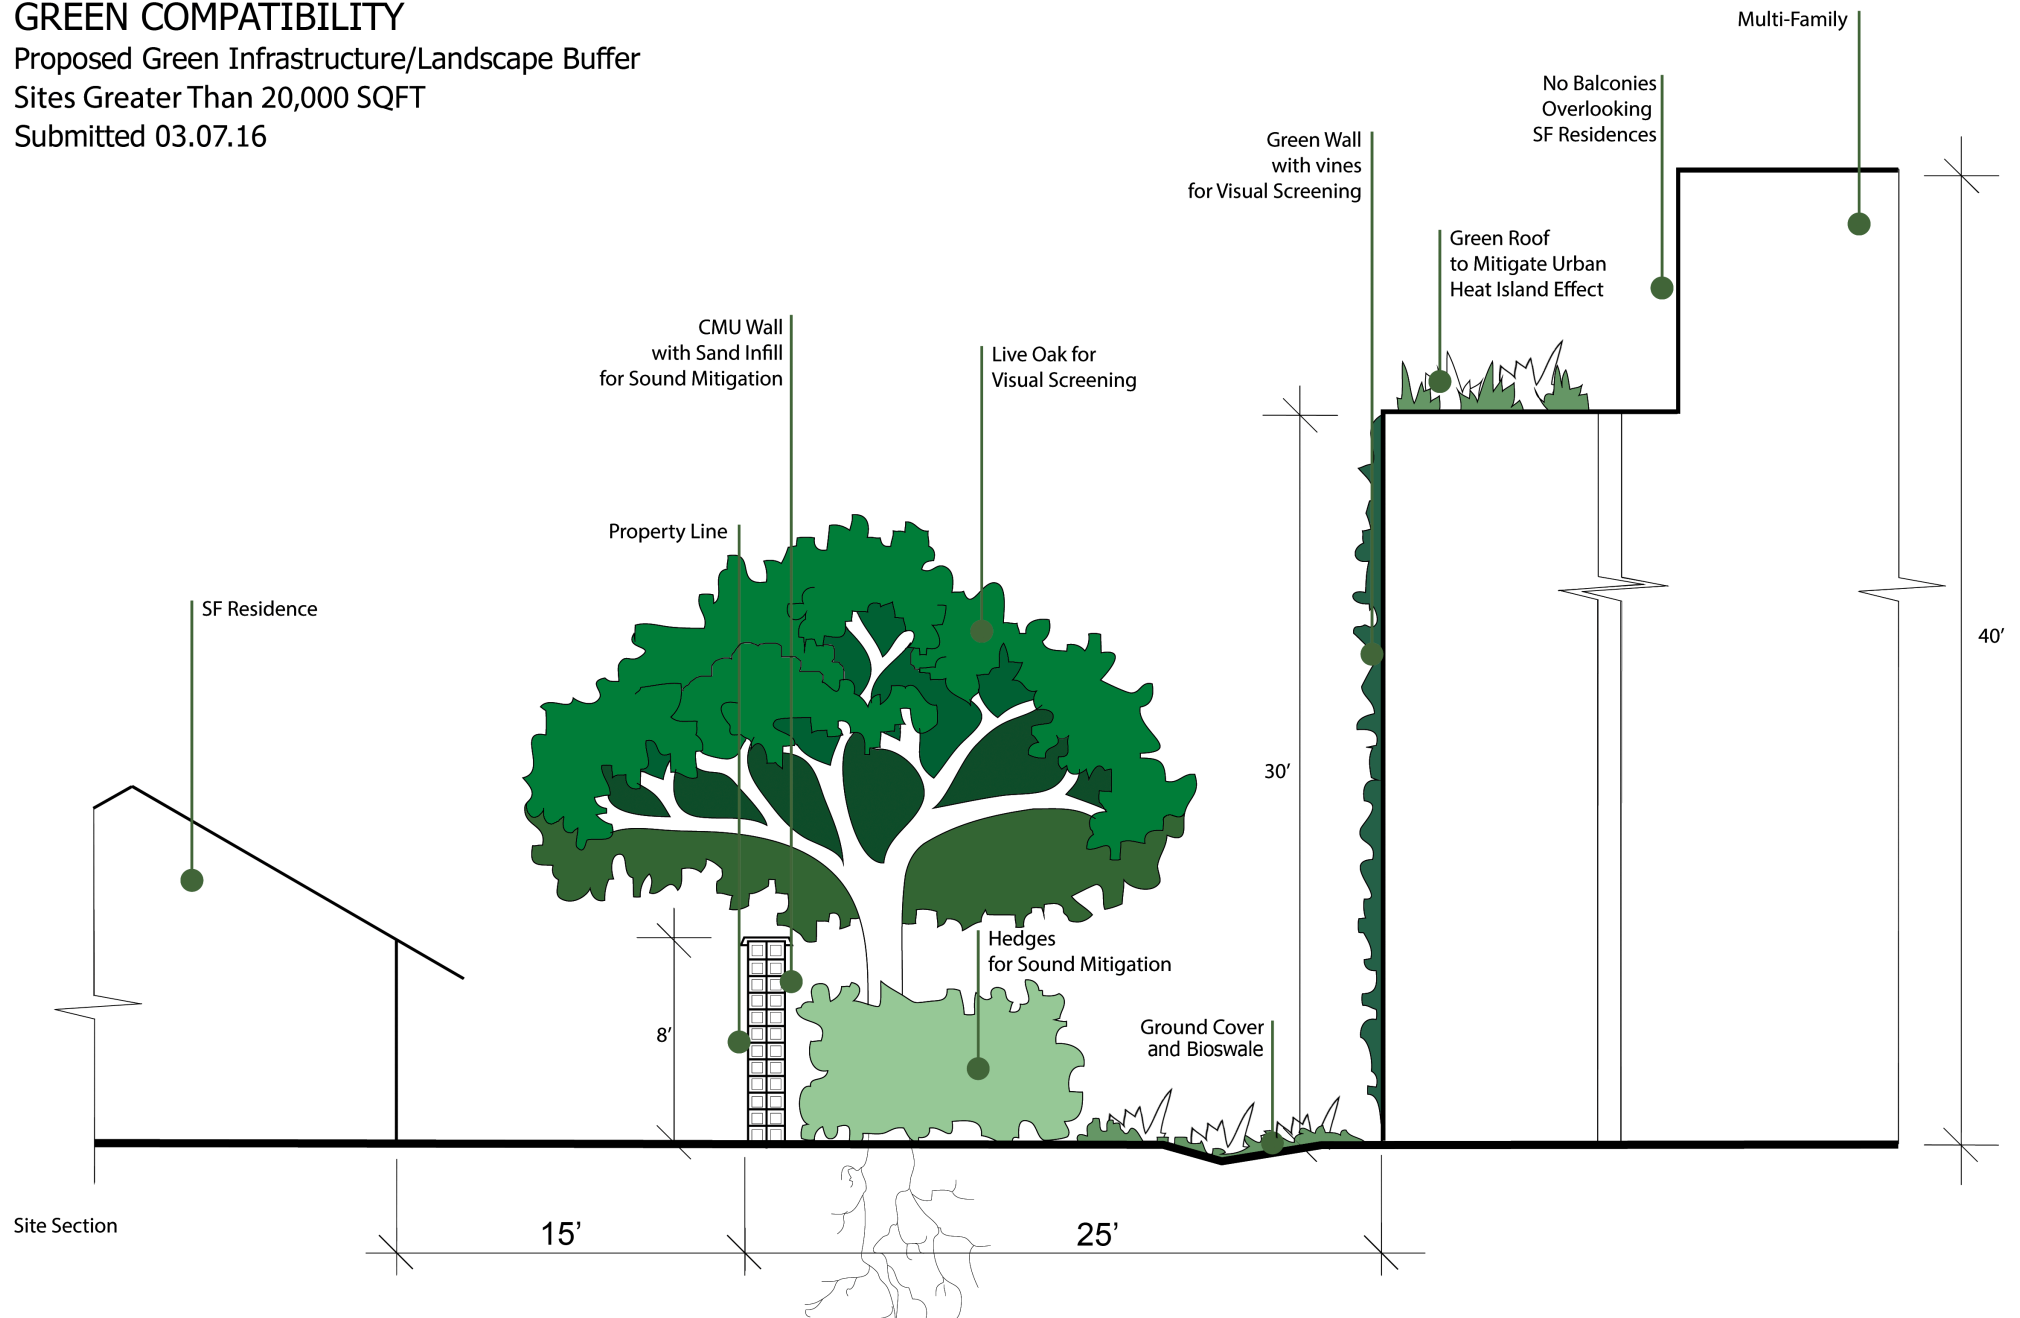 GREEN COMPATIBILITY
Proposed Green Infrastructure/Landscape Buffer
Sites Greater Than 20,000 SQFT
Submitted 03.07.16
Multi-Family
No Balconies
Overlooking
SF Residences
Green Wall
with vines
for Visual Screening
Green Roof
to Mitigate Urban
Heat Island Effect
CMU Wall
with Sand Infill
for Sound Mitigation
Live Oak for
Visual Screening
Property Line
SF Residence
40’
30’
Hedges
for Sound Mitigation
8’
Ground Cover
and Bioswale
Site Section
15’
25’